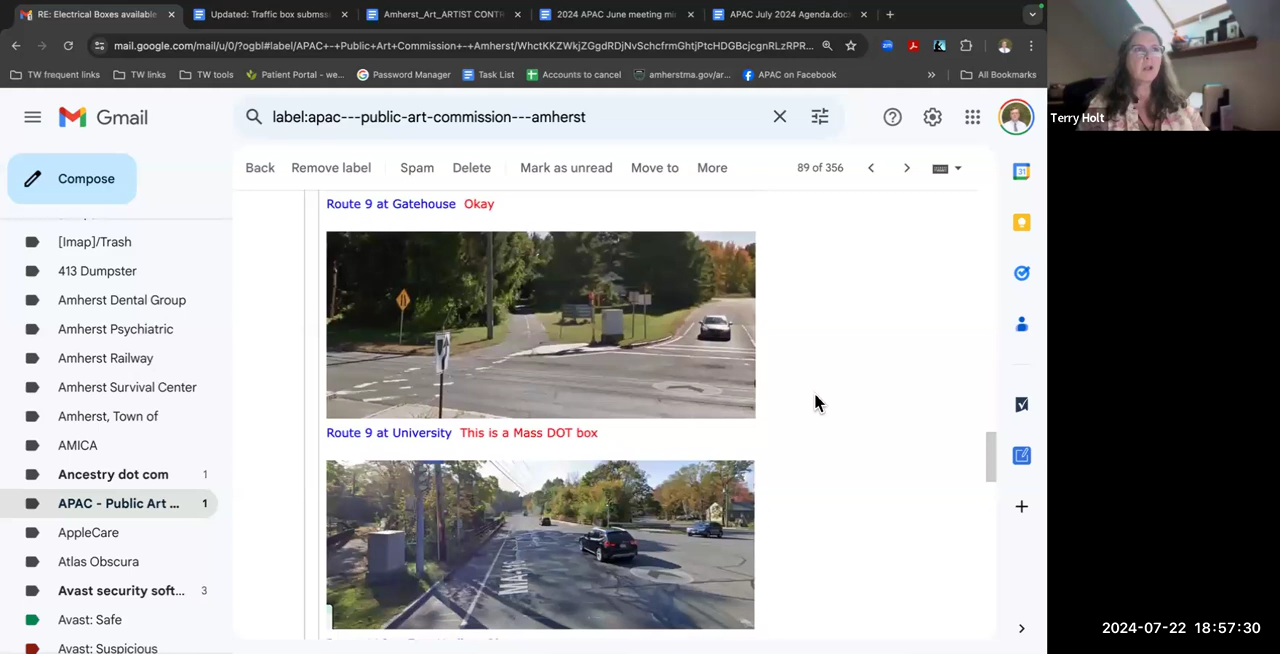 RE: Electrical Boxes available
Updated: Traffic box submssi
Amherst_Art_ARTIST CONTR
2024 APAC June meeting mi
APAC July 2024 Agenda.doc
mail.google.com/mail/u/0/?ogbl#label/APAC+-+Public+Art+Commission+-+Amherst/WhctKKZWkjZGgdRDjNvSchcfrmGhtjPtcHDGBcjcgnRLzRPR...
TW frequent links
TW links
TW tools
Patient Portal - we...
Password Manager
Task List
Accounts to cancel
amherstma.gov/ar...
APAC on Facebook
»
All Bookmarks
Gmail
label:apac---public-art-commission---amherst
Terry Holt
Compose
Back
Remove label
Spam
Delete
Mark as unread
Move to
More
89 of 356
[Imap]/Trash
413 Dumpster
Amherst Dental Group
Amherst Psychiatric
Amherst Railway
Amherst Survival Center
Amherst, Town of
AMICA
Ancestry dot com 1
APAC - Public Art ... 1
AppleCare
Atlas Obscura
Avast security soft... 3
Avast: Safe
Avast: Suspicious
Route 9 at Gatehouse Okay
Route 9 at University This is a Mass DOT box
31
2024-07-22 18:57:30